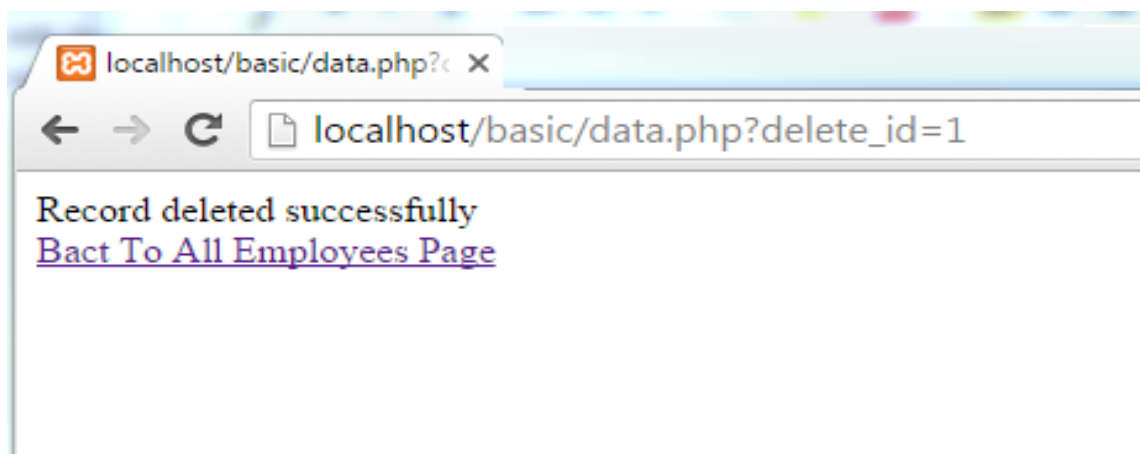 localhost/basic/data.php?
localhost/basic/data.php?delete_id=1
Record deleted successfully
Bact To All Employees Page